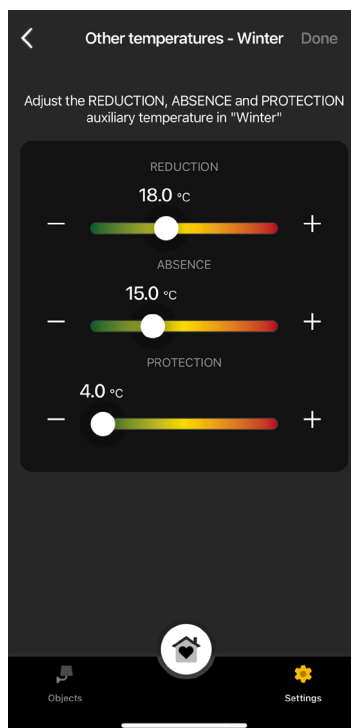 Other temperatures - Winter Done
Adjust the REDUCTION, ABSENCE and PROTECTION
auxiliary temperature in "Winter"
REDUCTION
18.0 °C
— +
ABSENCE
15.0 °C
— +
PROTECTION
4.0 °C
— +
Objects Settings